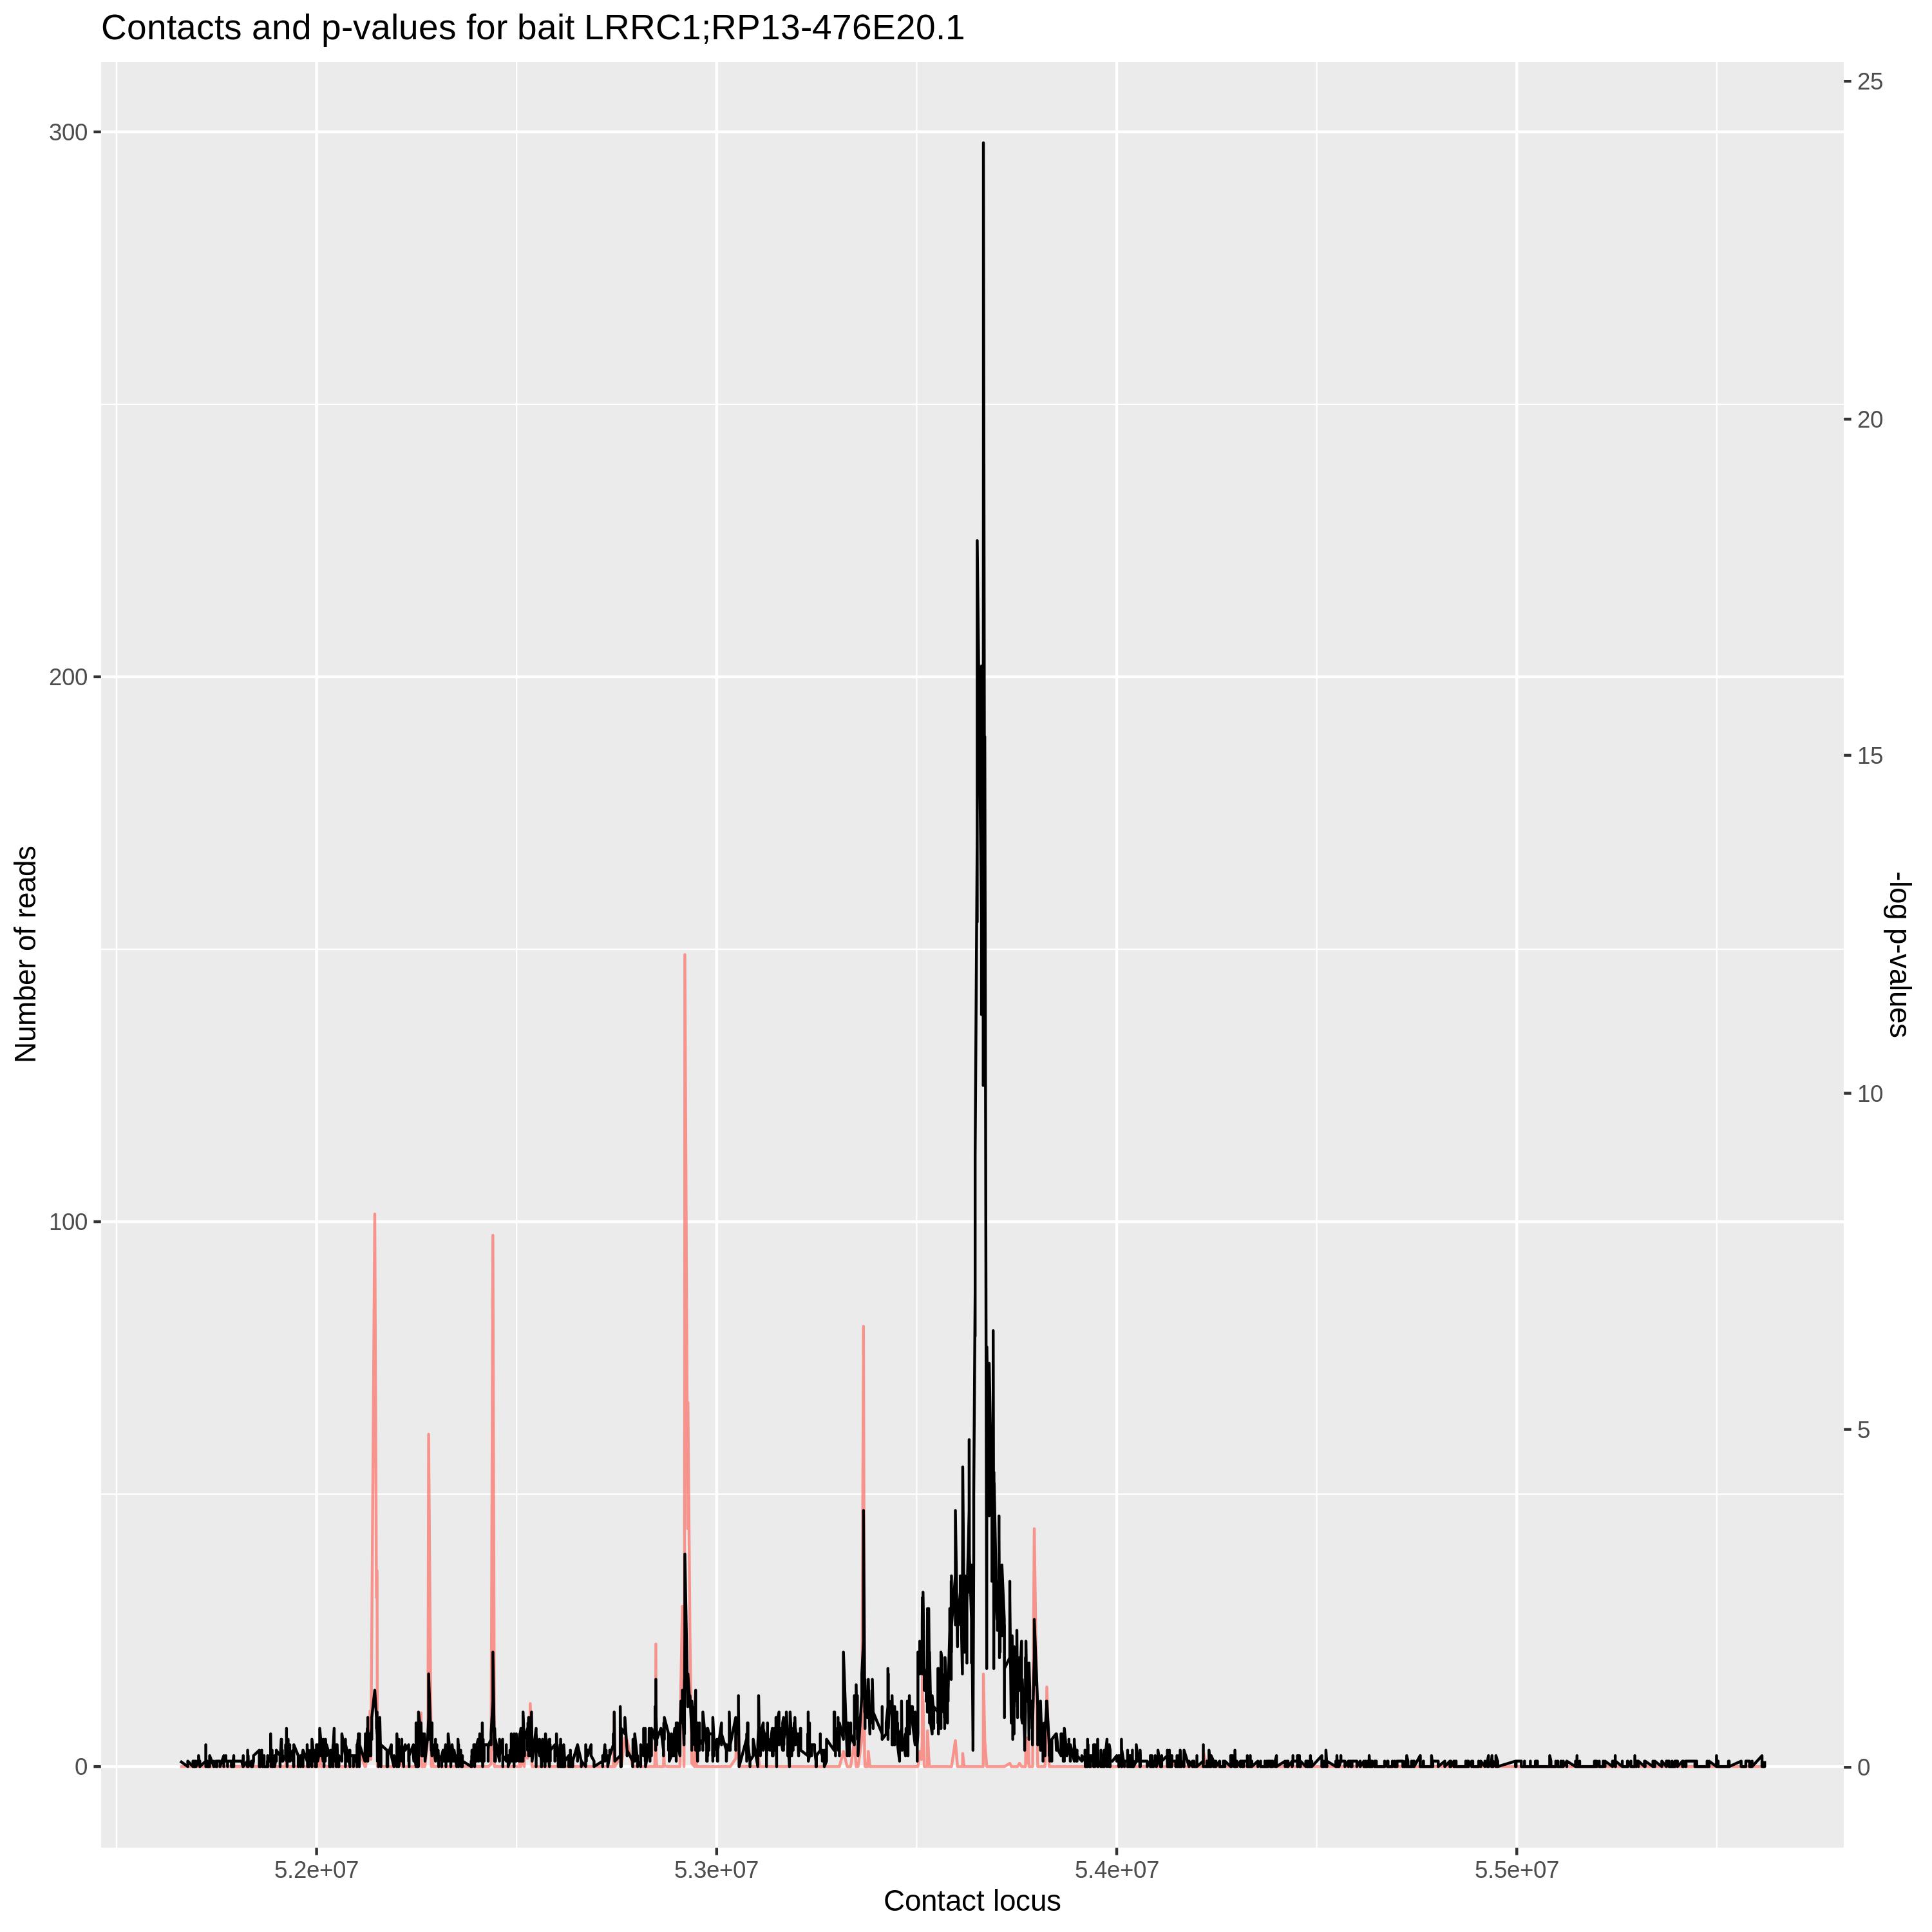 Contacts and p-values for bait LRRC1;RP13-476E20.1
300
200
100
0
Number of reads
25
20
15
10
5
0
-log p-values
5.2e+07
5.3e+07
5.4e+07
5.5e+07
Contact locus